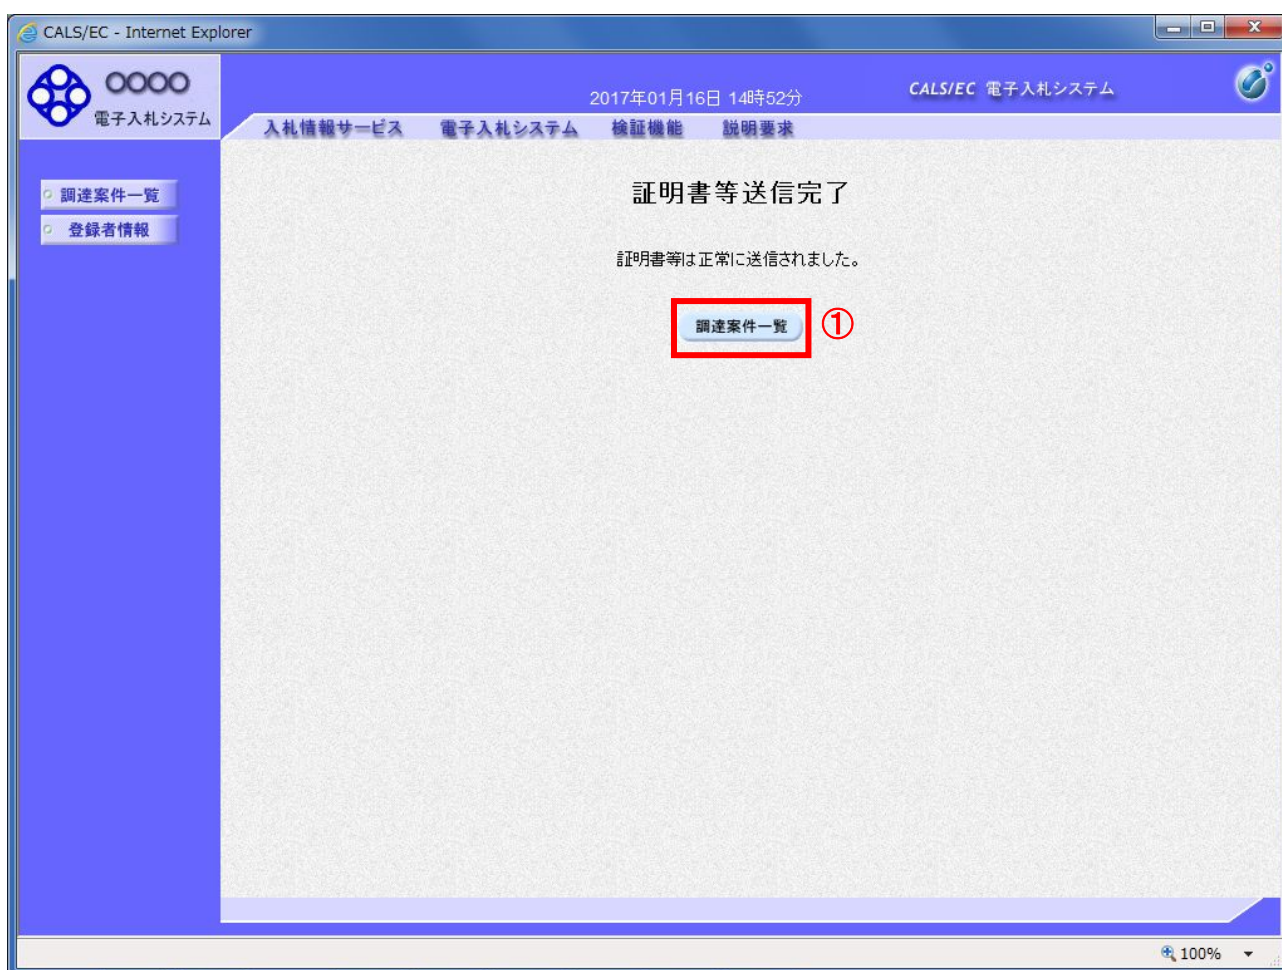 CALS/EC - Internet Explorer
〇〇〇〇
電子入札システム
2017年01月16日 14時52分
CALS/EC 電子入札システム
入札情報サービス 電子入札システム 検証機能 説明要求
調達案件一覧
登録者情報
証明書等送信完了
証明書等は正常に送信されました。
調達案件一覧 ①
100%